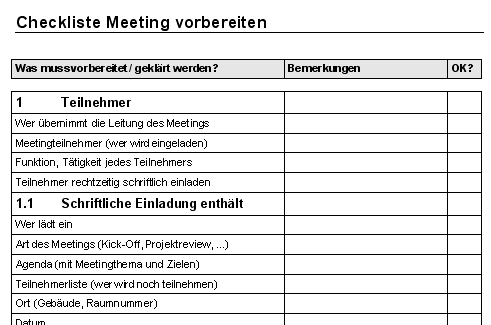 Checkliste Meeting vorbereiten
Was mussvorbereitet / geklärt werden? Bemerkungen OK?
1 Teilnehmer
Wer übernimmt die Leitung des Meetings
Meetingteilnehmer (wer wird eingeladen)
Funktion, Tätigkeit jedes Teilnehmers
Teilnehmer rechtzeitig schriftlich einladen
1.1 Schriftliche Einladung enthält
Wer lädt ein
Art des Meetings (Kick-Off, Projektreview, ...)
Agenda (mit Meetingthema und Zielen)
Teilnehmerliste (wer wird noch teilnehmen)
Ort (Gebäude, Raumnummer)
Datum